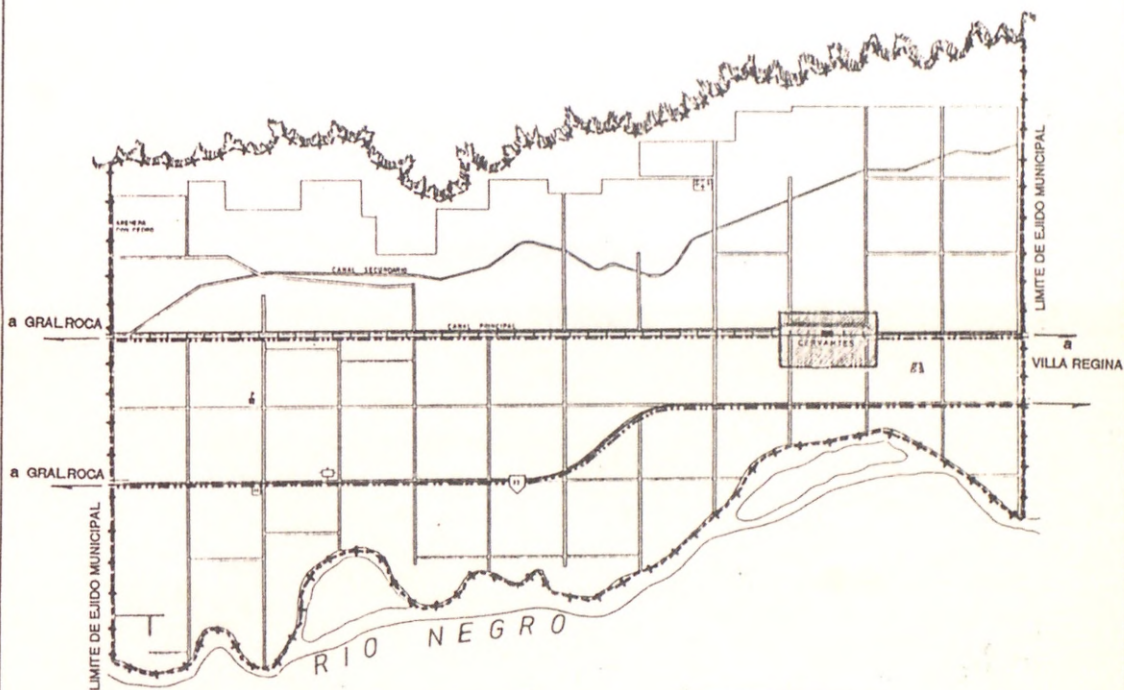 LIMITE DE EJIDO MUNICIPAL
CANAL SECUNDARIO
a GRAL.ROCA
CANAL PRINCIPAL
CERVANTES
a
VILLA REGINA
a GRAL.ROCA
LIMITE DE EJIDO MUNICIPAL
RIO NEGRO